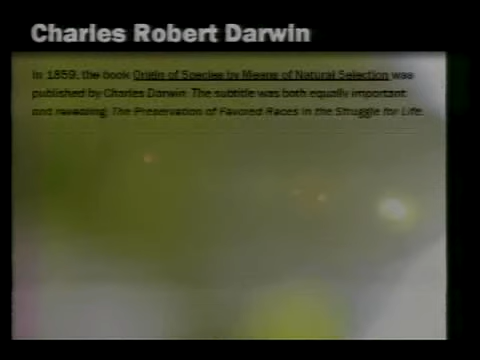 Charles Robert Darwin
In 1859, the book Origin of Species by Means of Natural Selection was
published by Charles Darwin. The subtitle was both equally important
and revealing: The Preservation of Favored Races in the Struggle for Life.